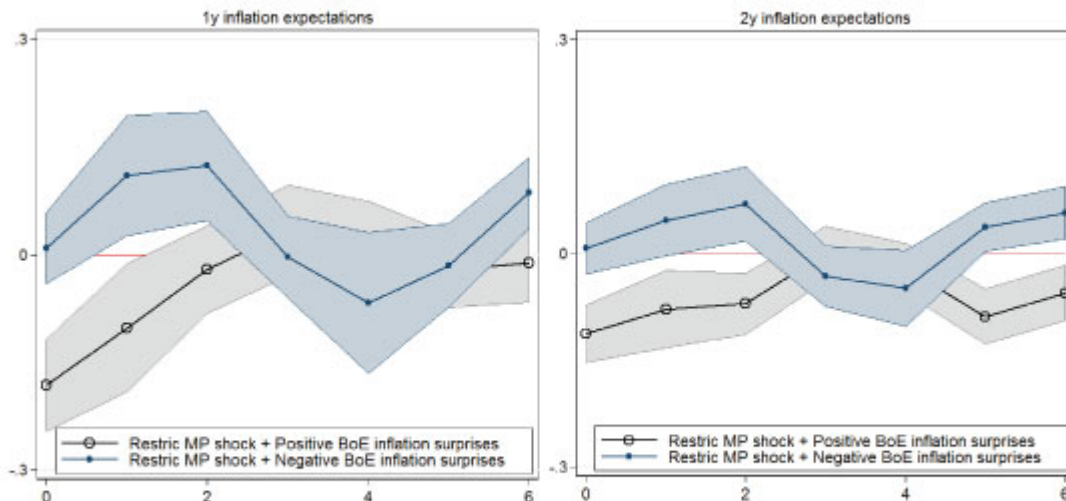 1y inflation expectations
.3
0
-.3
Restric MP shock + Positive BoE inflation surprises
Restric MP shock + Negative BoE inflation surprises
0 2 4 6
2y inflation expectations
.3
0
-.3
Restric MP shock + Positive BoE inflation surprises
Restric MP shock + Negative BoE inflation surprises
0 2 4 6